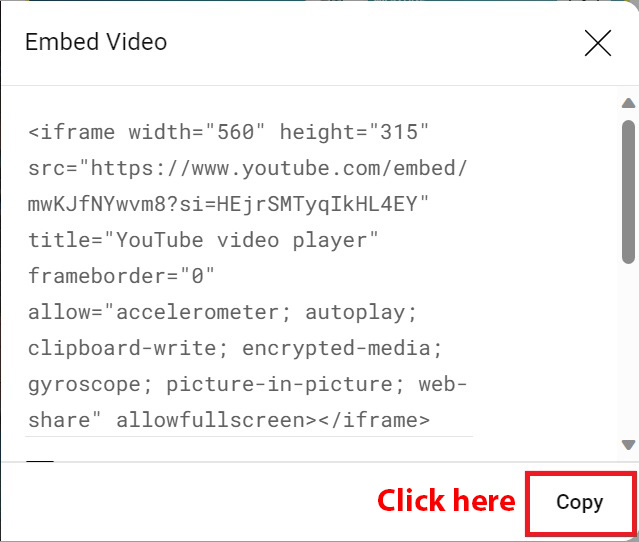 Embed Video
<iframe width="560" height="315"
src="https://www.youtube.com/embed/
mwKJfNYwvm8?si=HEjrSMTyqIkHL4EY"
title="YouTube video player"
frameborder="0"
allow="accelerometer; autoplay;
clipboard-write; encrypted-media;
gyroscope; picture-in-picture; web-
share" allowfullscreen></iframe>
Click here Copy